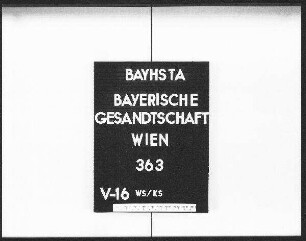 BAYHSTA
BAYERISCHE
GESANDTSCHAFT
WIEN
363
V-16 WS/KS